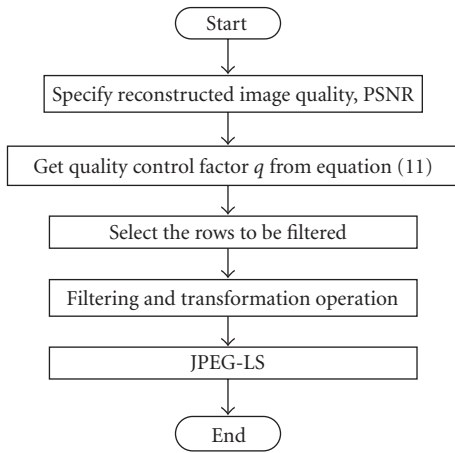 Start
Specify reconstructed image quality, PSNR
Get quality control factor q from equation (11)
Select the rows to be filtered
Filtering and transformation operation
JPEG-LS
End